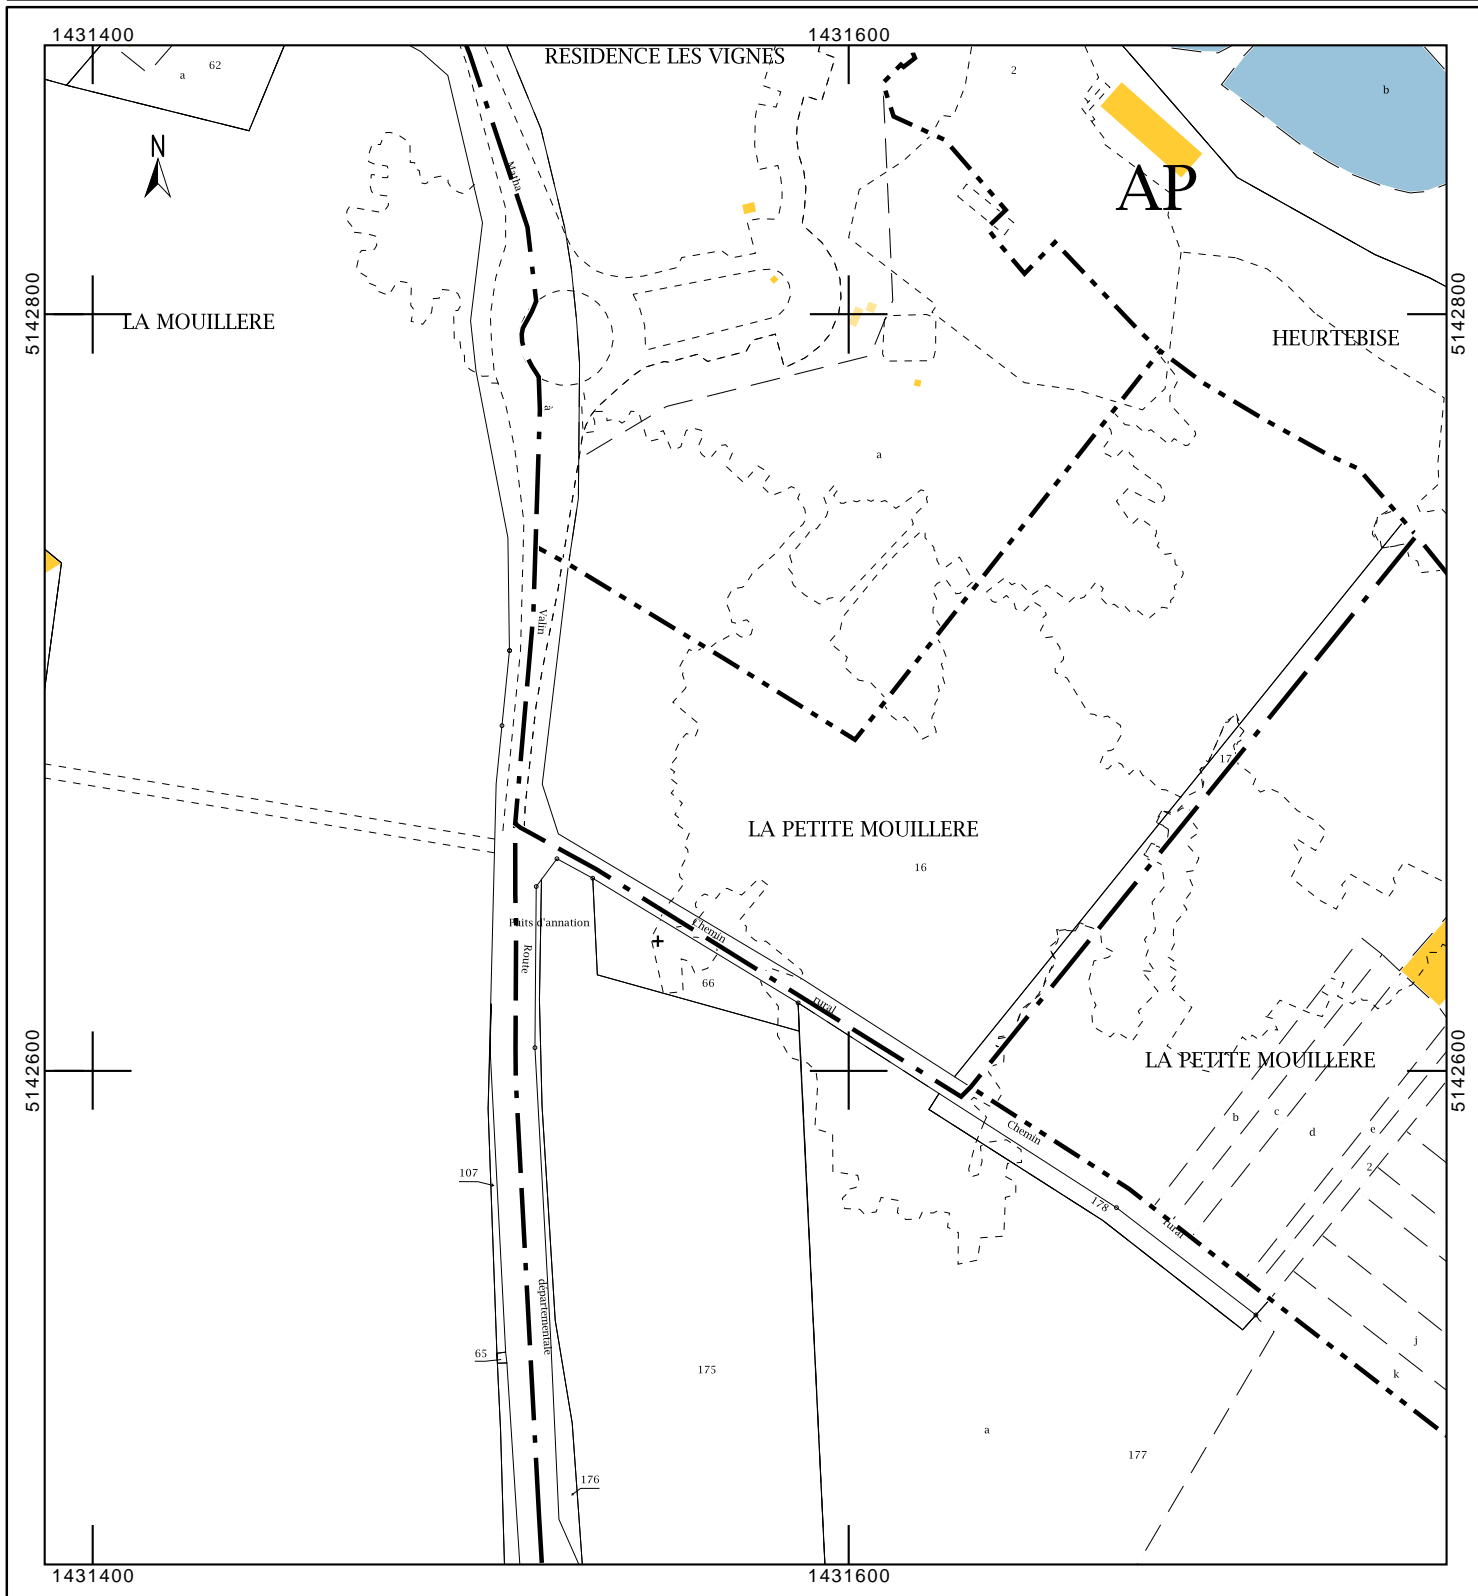 1431400
1431600
RESIDENCE LES VIGNES
62
a
2
b
N
Matha
AP
5142800
5142800
LA MOUILLERE
HEURTEBISE
à
a
Valin
17
LA PETITE MOUILLERE
16
Puits d'annation
Chemin
Route
66
rural
5142600
5142600
LA PETITE MOUILLERE
b
c
d
e
Chemin
2
107
178
rural
départementale
65
j
175
k
a
177
176
1431400
1431600